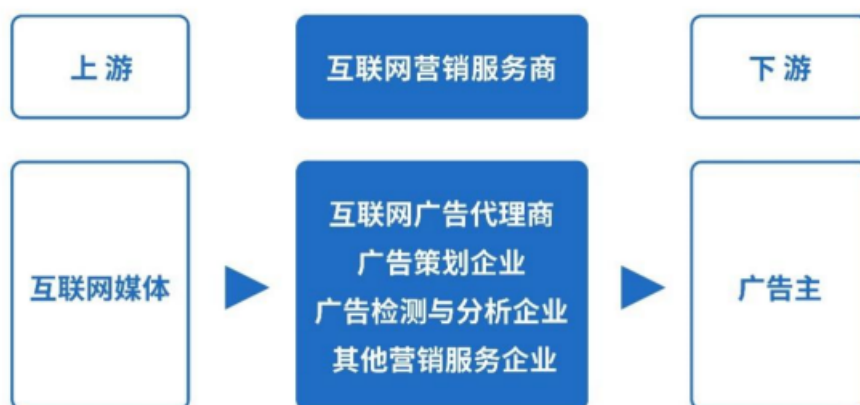 上游
互联网营销服务商
下游
互联网媒体
互联网广告代理商
广告策划企业
广告检测与分析企业
其他营销服务企业
广告主